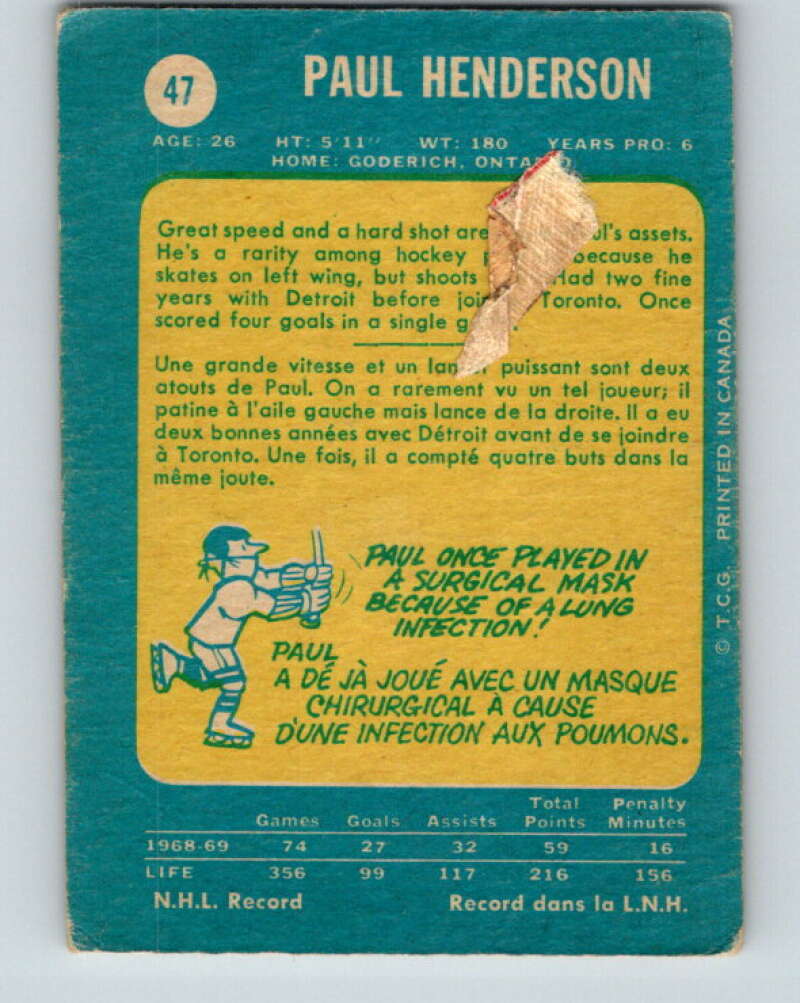 47
PAUL HENDERSON
AGE: 26 HT: 5'11" WT: 180 YEARS PRO: 6
HOME: GODERICH, ONTARIO
Great speed and a hard shot are 's assets.
He's a rarity among hockey because he
skates on left wing, but shoots Had two fine
years with Detroit before Toronto. Once
scored four goals in a single
Une grande vitesse et un puissant sont deux
atouts de Paul. On a rarement vu un tel joueur; il
patine à l'aile gauche mais lance de la droite. Il a eu
deux bonnes années avec Détroit avant de se joindre
à Toronto. Une fois, il a compté quatre buts dans la
même joute.
PAUL ONCE PLAYED IN
A SURGICAL MASK
BECAUSE OF A LUNG
INFECTION!
PAUL
A DÉ JÀ JOUÉ AVEC UN MASQUE
CHIRURGICAL À CAUSE
D'UNE INFECTION AUX POUMONS.
© T.C.G. PRINTED IN CANADA
Total Penalty
Games Goals Assists Points Minutes
1968-69 74 27 32 59 16
LIFE 356 99 117 216 156
N.H.L. Record Record dans la L.N.H.